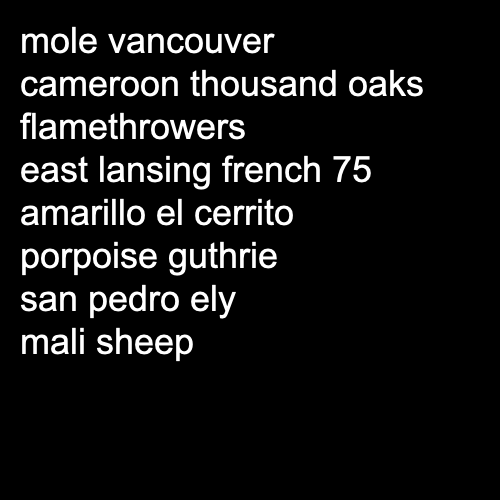 mole vancouver
cameroon thousand oaks
flamethrowers
east lansing french 75
amarillo el cerrito
porpoise guthrie
san pedro ely
mali sheep